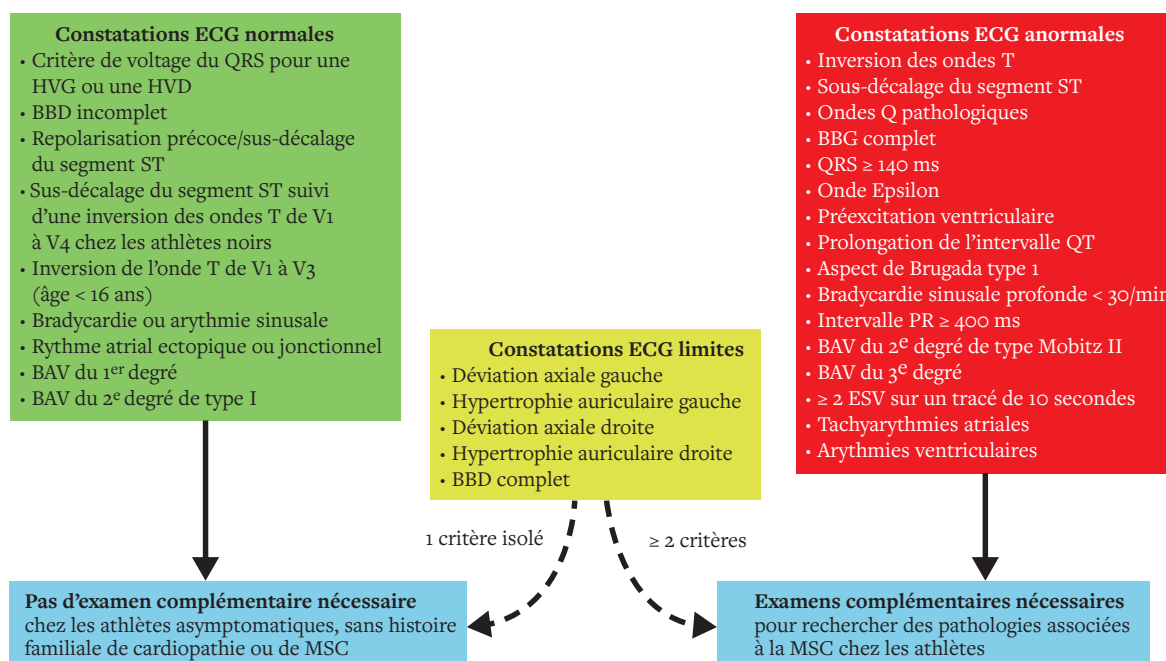 Constatations ECG normales
• Critère de voltage du QRS pour une
HVG ou une HVD
• BBD incomplet
• Repolarisation précoce/sus-décalage
du segment ST
• Sus-décalage du segment ST suivi
d'une inversion des ondes T de V1
à V4 chez les athlètes noirs
• Inversion de l'onde T de V1 à V3
(âge < 16 ans)
• Bradycardie ou arythmie sinusale
• Rythme atrial ectopique ou jonctionnel
• BAV du 1er degré
• BAV du 2e degré de type I
Constatations ECG limites
• Déviation axiale gauche
• Hypertrophie auriculaire gauche
• Déviation axiale droite
• Hypertrophie auriculaire droite
• BBD complet
Constatations ECG anormales
• Inversion des ondes T
• Sous-décalage du segment ST
• Ondes Q pathologiques
• BBG complet
• QRS ≥ 140 ms
• Onde Epsilon
• Préexcitation ventriculaire
• Prolongation de l'intervalle QT
• Aspect de Brugada type 1
• Bradycardie sinusale profonde < 30/min
• Intervalle PR ≥ 400 ms
• BAV du 2e degré de type Mobitz II
• BAV du 3e degré
• ≥ 2 ESV sur un tracé de 10 secondes
• Tachyarythmies atriales
• Arythmies ventriculaires
1 critère isolé
≥ 2 critères
Pas d'examen complémentaire nécessaire
chez les athlètes asymptomatiques, sans histoire
familiale de cardiopathie ou de MSC
Examens complémentaires nécessaires
pour rechercher des pathologies associées
à la MSC chez les athlètes